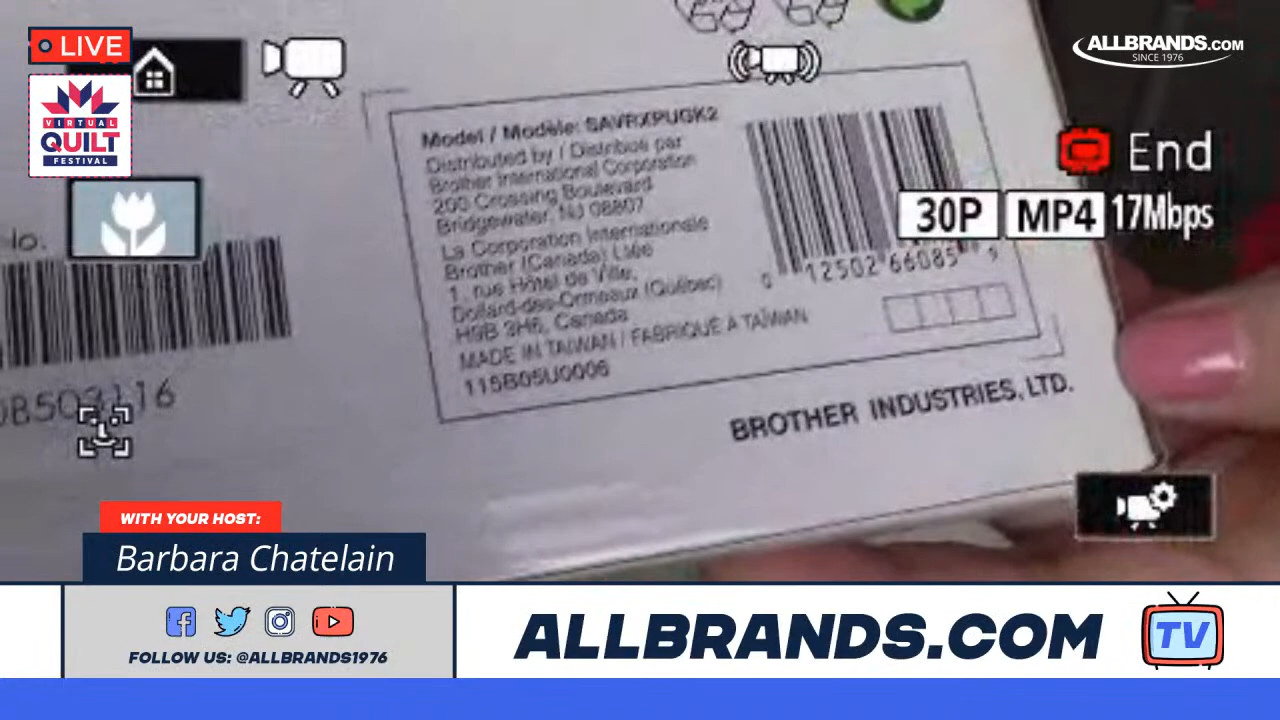 LIVE
VIRTUAL
QUILT
FESTIVAL
ALLBRANDS.COM
SINCE 1976
End
30P MP4 17Mbps
Model / Modèle: SAVRXPUGK2
Distributed by / Distribué par
Brother International Corporation
200 Crossing Boulevard
Bridgewater, NJ 08807
La Corporation Internationale
Brother (Canada) Ltée
1, rue Hôtel de Ville,
Dollard-des-Ormeaux (Québec)
H9B 3H6, Canada
MADE IN TAIWAN / FABRIQUÉ À TAÏWAN
115B05U0006
0 12502 66085 9
BROTHER INDUSTRIES, LTD.
WITH YOUR HOST:
Barbara Chatelain
FOLLOW US: @ALLBRANDS1976
ALLBRANDS.COM
TV